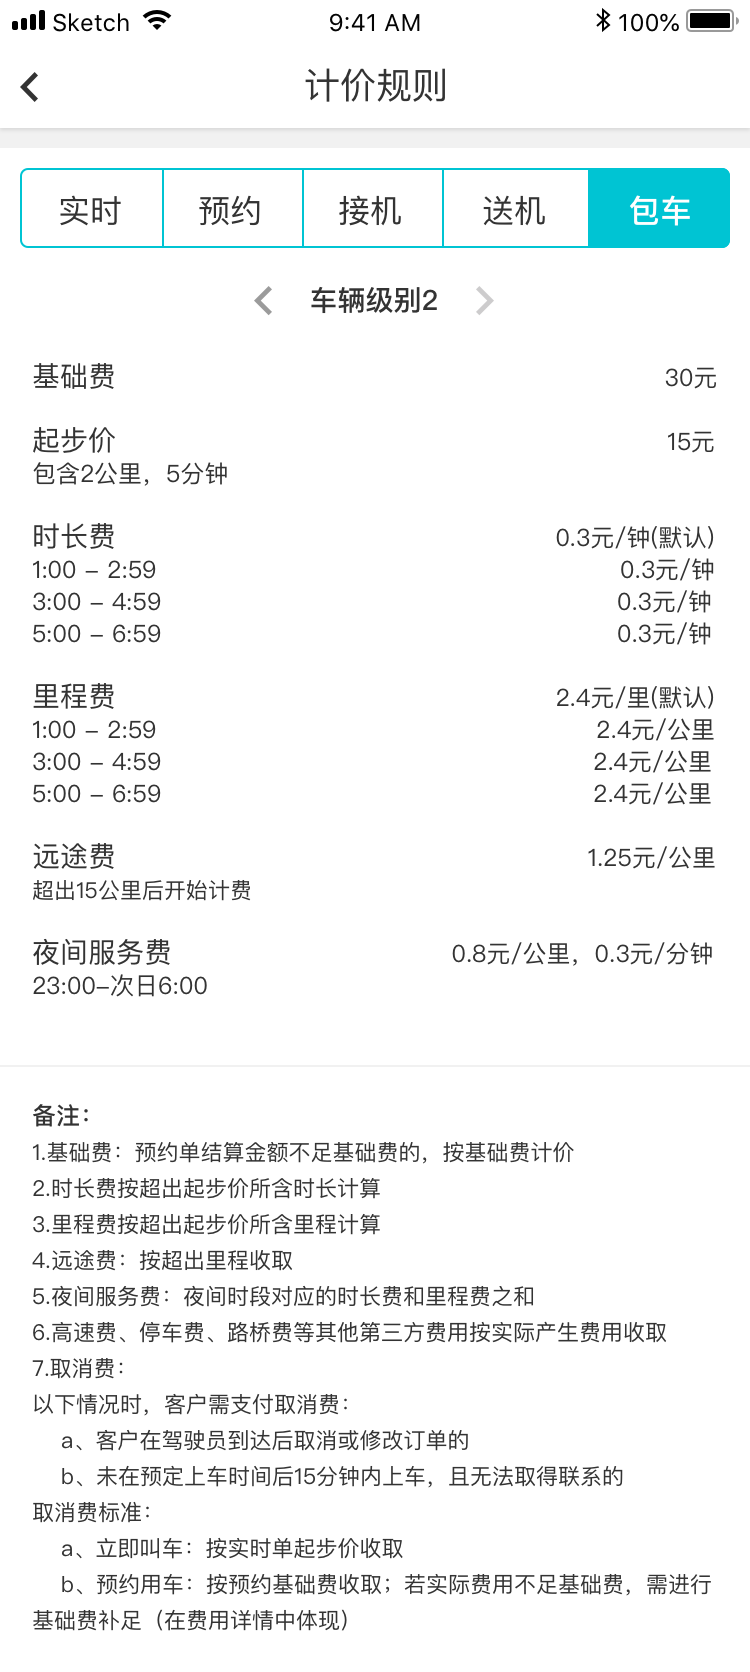 Sketch 9:41 AM 100%
计价规则
实时 预约 接机 送机 包车
车辆级别2
基础费 30元
起步价 15元
包含2公里，5分钟
时长费 0.3元/钟(默认)
1:00 – 2:59 0.3元/钟
3:00 – 4:59 0.3元/钟
5:00 – 6:59 0.3元/钟
里程费 2.4元/里(默认)
1:00 – 2:59 2.4元/公里
3:00 – 4:59 2.4元/公里
5:00 – 6:59 2.4元/公里
远途费 1.25元/公里
超出15公里后开始计费
夜间服务费 0.8元/公里，0.3元/分钟
23:00–次日6:00
备注：
1.基础费：预约单结算金额不足基础费的，按基础费计价
2.时长费按超出起步价所含时长计算
3.里程费按超出起步价所含里程计算
4.远途费：按超出里程收取
5.夜间服务费：夜间时段对应的时长费和里程费之和
6.高速费、停车费、路桥费等其他第三方费用按实际产生费用收取
7.取消费：
以下情况时，客户需支付取消费：
a、客户在驾驶员到达后取消或修改订单的
b、未在预定上车时间后15分钟内上车，且无法取得联系的
取消费标准：
a、立即叫车：按实时单起步价收取
b、预约用车：按预约基础费收取；若实际费用不足基础费，需进行
基础费补足（在费用详情中体现）